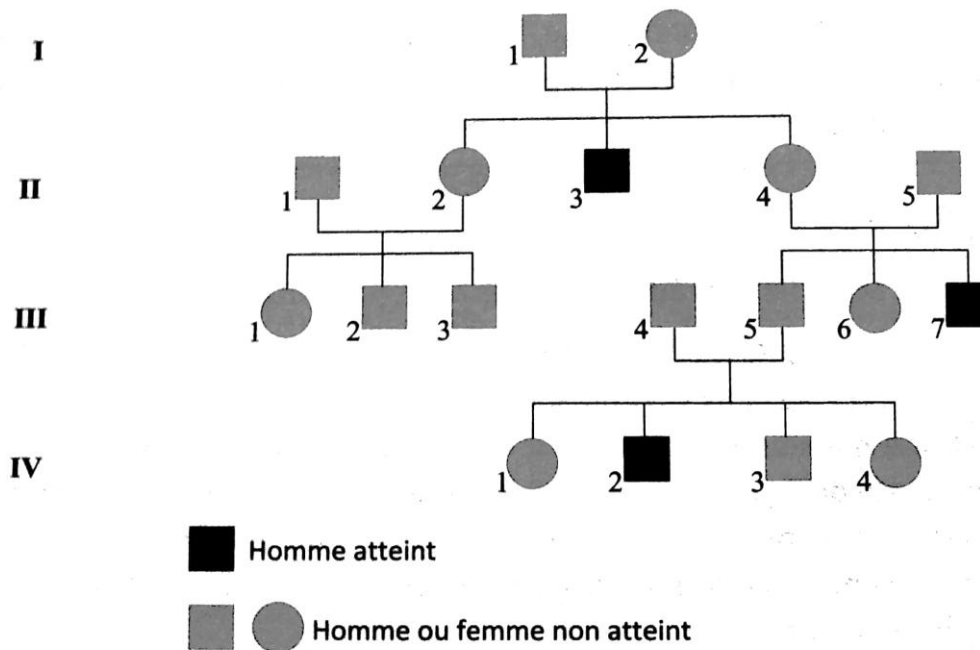 I
1 2
II
1 2 3 4 5
III
1 2 3 4 5 6 7
IV
1 2 3 4
Homme atteint
Homme ou femme non atteint